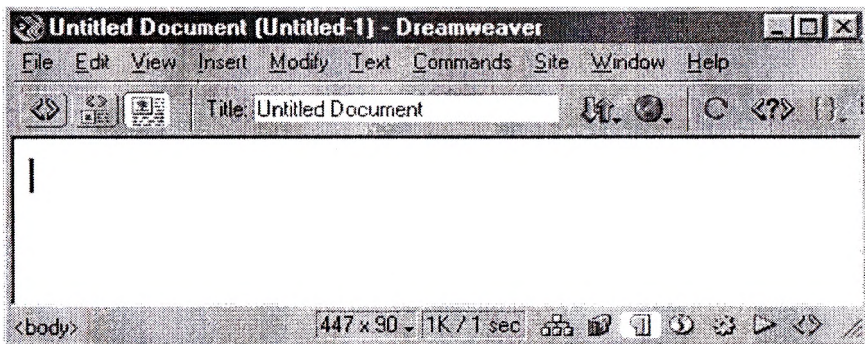 Untitled Document (Untitled-1) - Dreamweaver
File Edit View Insert Modify Text Commands Site Window Help
Title: Untitled Document <?> {}
<body> 447 x 90 1K / 1 sec